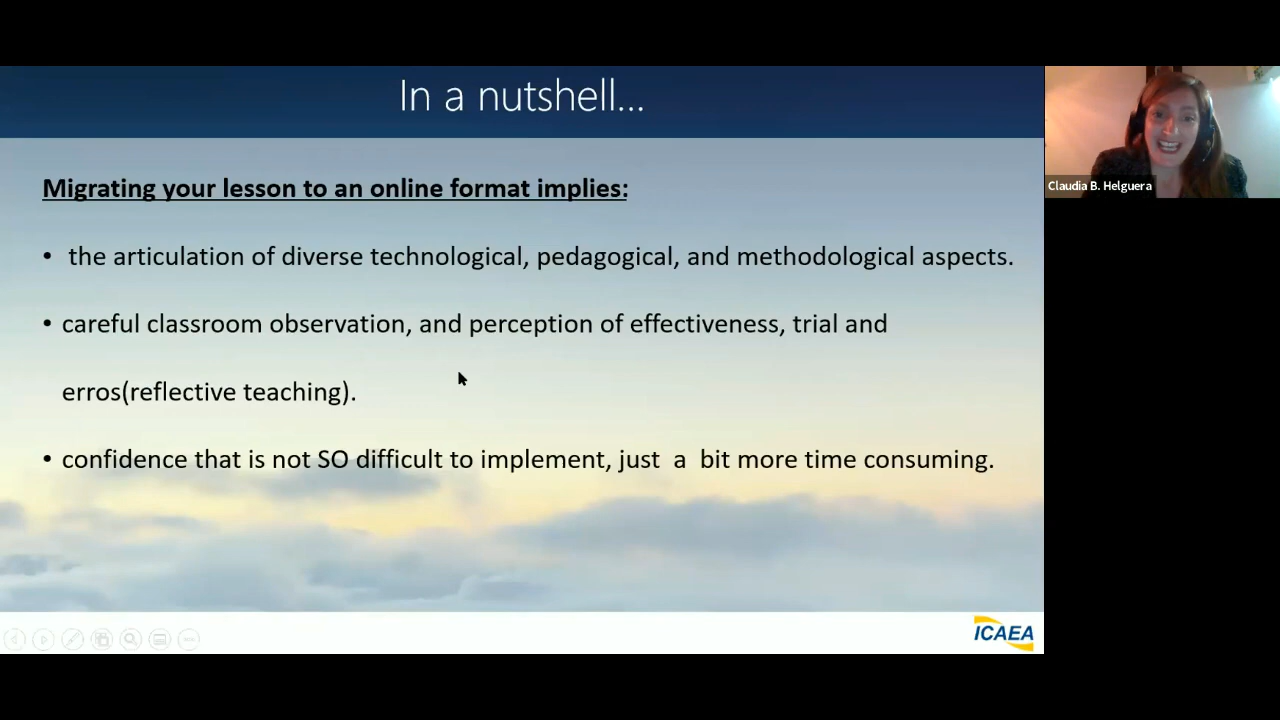 In a nutshell...
Migrating your lesson to an online format implies:
• the articulation of diverse technological, pedagogical, and methodological aspects.
• careful classroom observation, and perception of effectiveness, trial and
erros(reflective teaching).
• confidence that is not SO difficult to implement, just a bit more time consuming.
Claudia B. Helguera
ICAEA